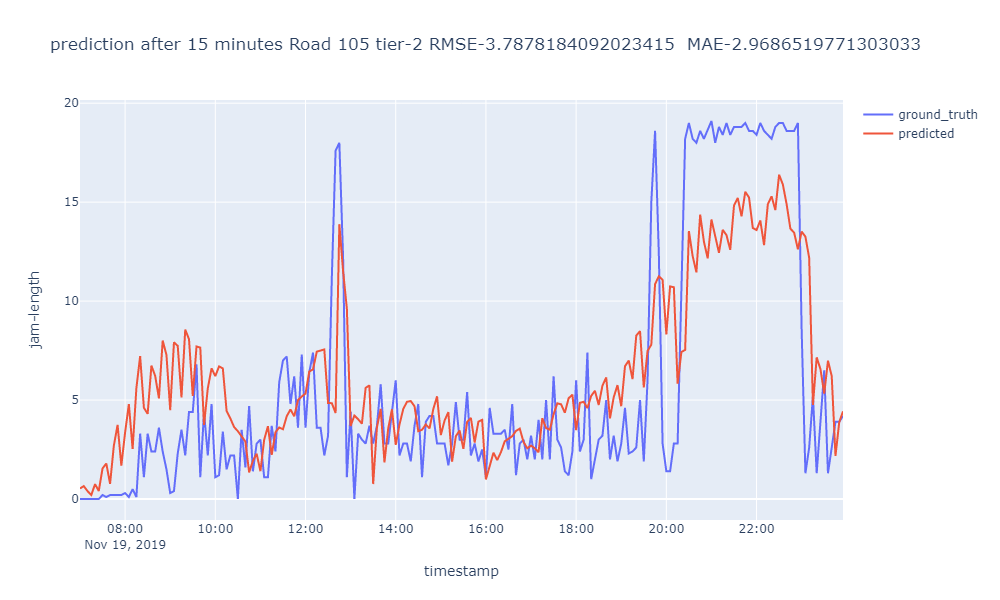 prediction after 15 minutes Road 105 tier-2 RMSE-3.7878184092023415  MAE-2.9686519771303033
ground_truth
predicted
20
15
10
5
0
jam-length
08:00 10:00 12:00 14:00 16:00 18:00 20:00 22:00
Nov 19, 2019
timestamp